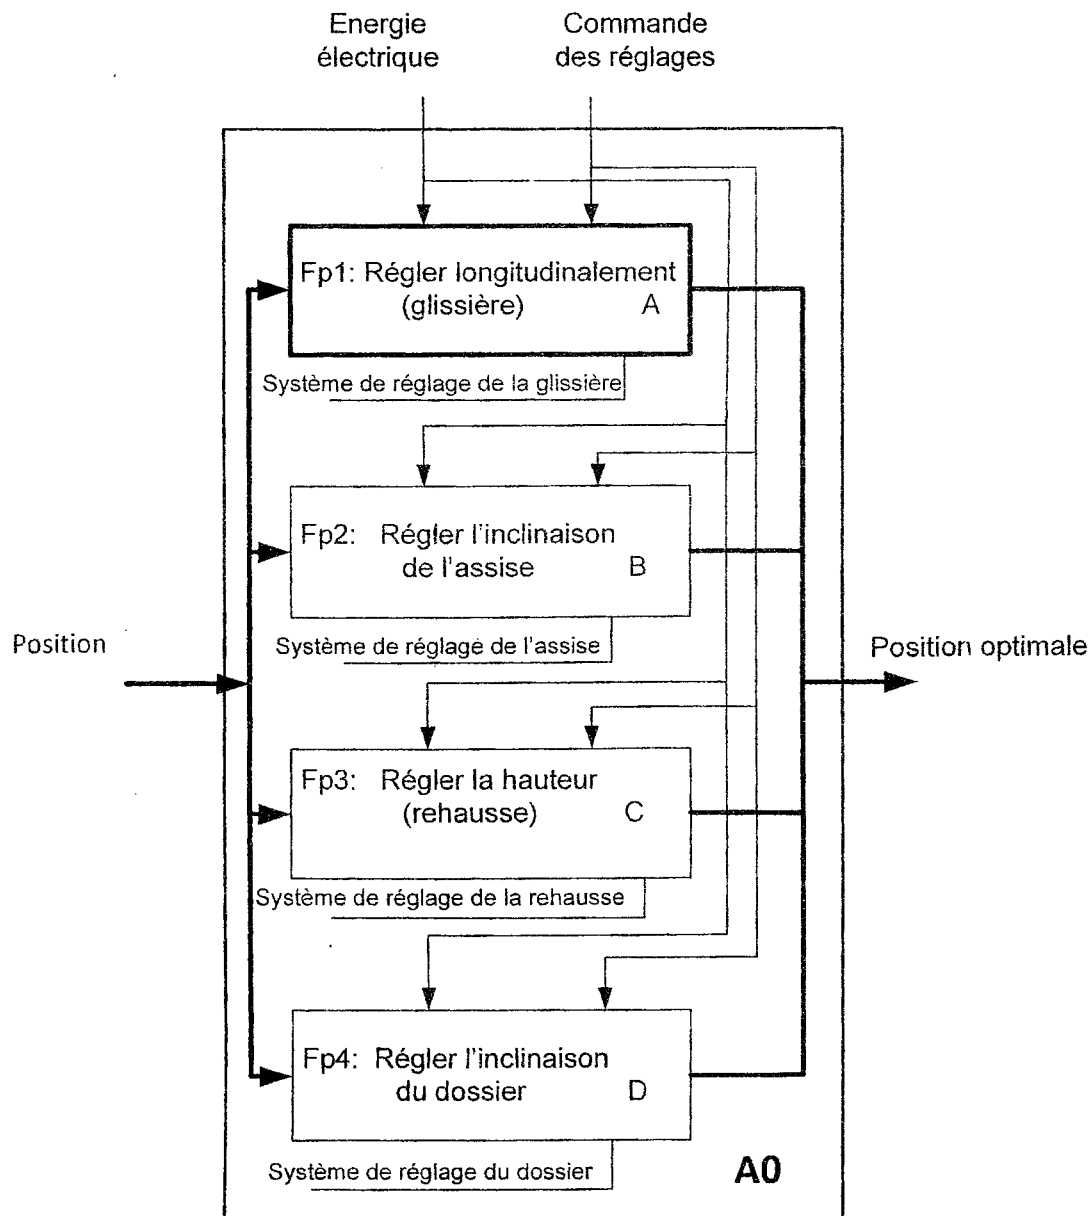 Energie
électrique
Commande
des réglages
Fp1: Régler longitudinalement
(glissière) A
Système de réglage de la glissière
Fp2: Régler l'inclinaison
de l'assise B
Système de réglage de l'assise
Position
Position optimale
Fp3: Régler la hauteur
(rehausse) C
Système de réglage de la rehausse
Fp4: Régler l'inclinaison
du dossier D
Système de réglage du dossier
A0